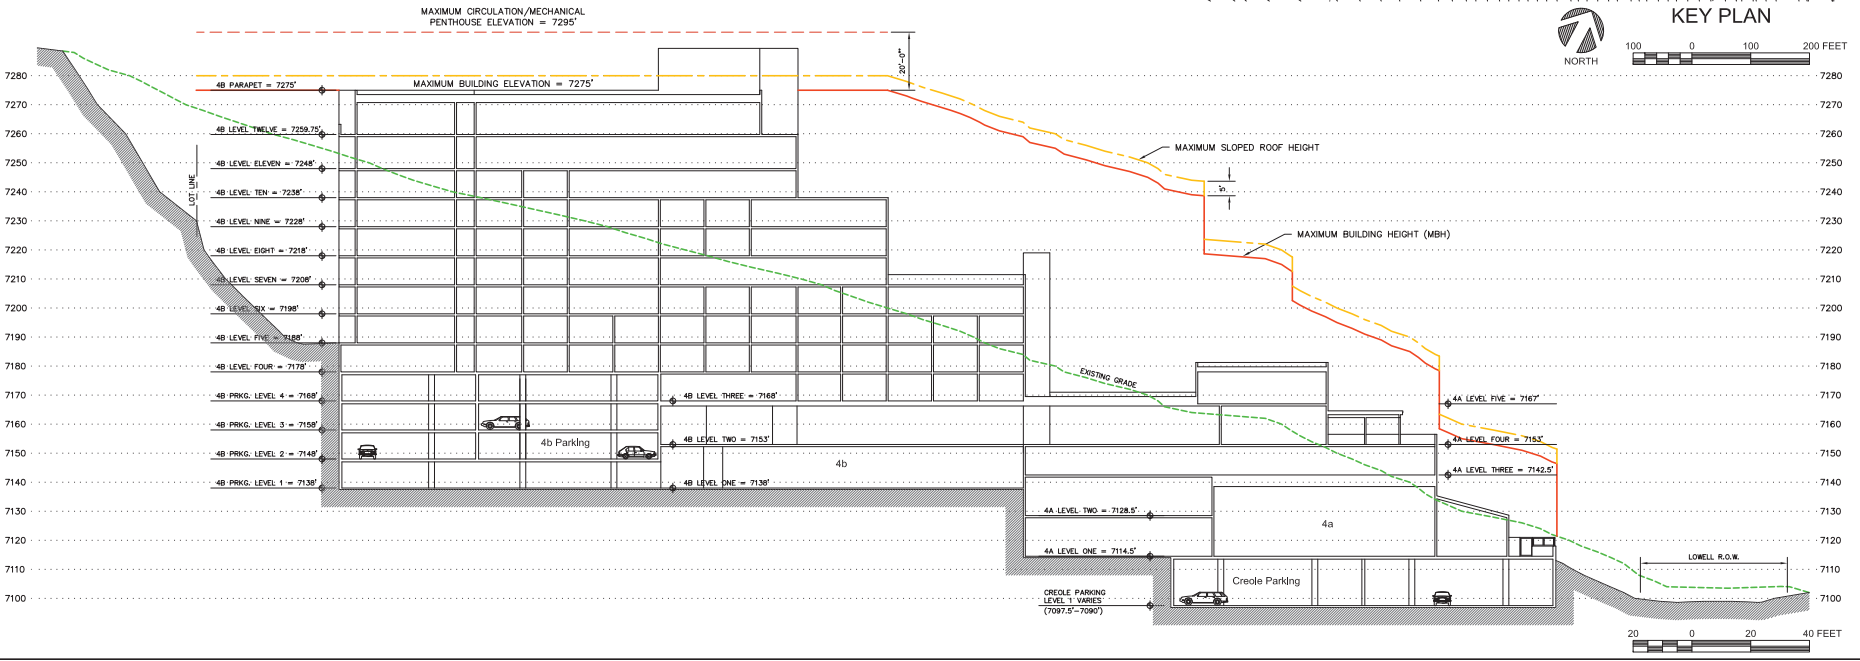 MAXIMUM CIRCULATION/MECHANICAL
PENTHOUSE ELEVATION = 7295'
KEY PLAN
NORTH
100 0 100 200 FEET
20'-0"
MAXIMUM BUILDING ELEVATION = 7275'
7280 7280
4B PARAPET = 7275'
7270 7270
7260 7260
4B LEVEL TWELVE = 7259.75'
MAXIMUM SLOPED ROOF HEIGHT
7250 7250
4B LEVEL ELEVEN = 7248'
LOT LINE
5'
7240 7240
4B LEVEL TEN = 7238'
7230 7230
4B LEVEL NINE = 7228'
MAXIMUM BUILDING HEIGHT (MBH)
7220 7220
4B LEVEL EIGHT = 7218'
7210 7210
4B LEVEL SEVEN = 7208'
7200 7200
4B LEVEL SIX = 7198'
7190 7190
4B LEVEL FIVE = 7188'
7180 7180
4B LEVEL FOUR = 7178'
EXISTING GRADE
7170 7170
4B PRKG. LEVEL 4 = 7168'
4B LEVEL THREE = 7168'
4A LEVEL FIVE = 7167'
7160 7160
4B PRKG. LEVEL 3 = 7158'
4b Parking
4B LEVEL TWO = 7153'
4A LEVEL FOUR = 7153'
7150 7150
4B PRKG. LEVEL 2 = 7148'
4b
4A LEVEL THREE = 7142.5'
7140 7140
4B PRKG. LEVEL 1 = 7138'
4B LEVEL ONE = 7138'
7130 7130
4A LEVEL TWO = 7128.5'
4a
7120 7120
4A LEVEL ONE = 7114.5'
LOWELL R.O.W.
7110 7110
Creole Parking
7100 7100
CREOLE PARKING
LEVEL 1 VARIES
(7097.5'-7090')
20 0 20 40 FEET